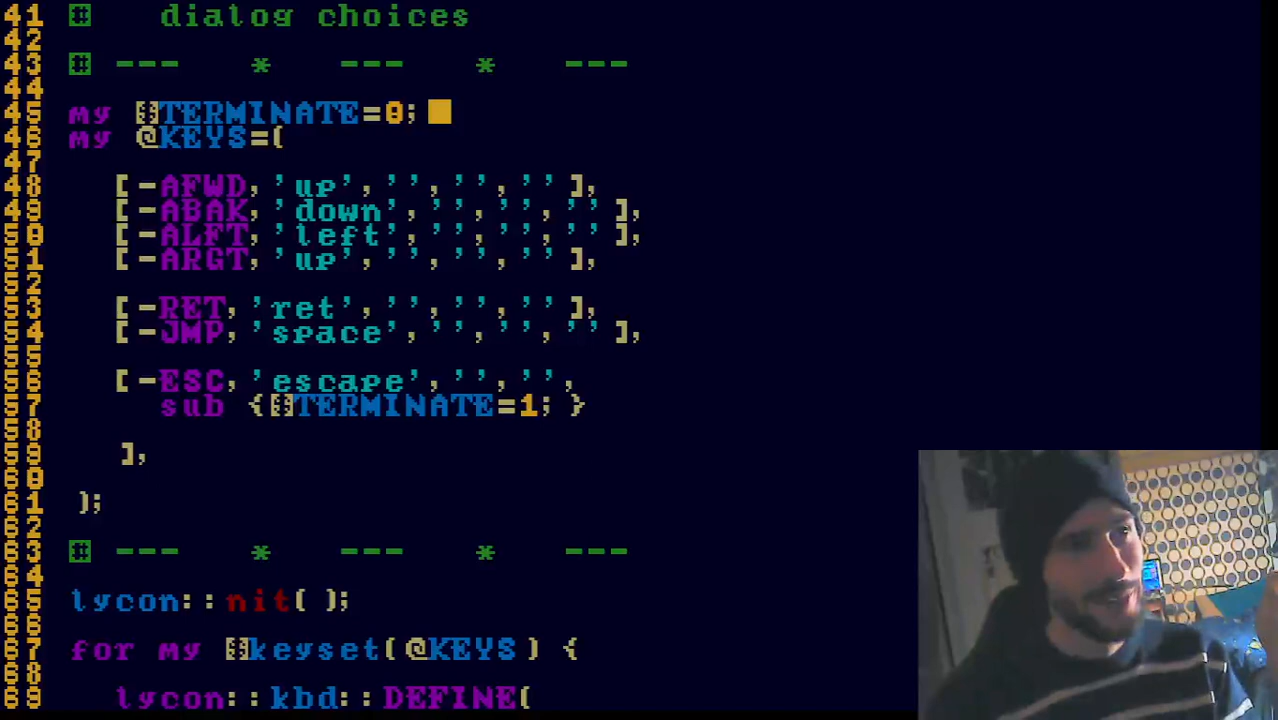 41 #   dialog choices
42
43 # ---   *   ---   *   ---
44
45 my $TERMINATE=0;
46 my @KEYS=(
47
48   [-AFWD,'up','','',''],
49   [-ABAK,'down','','',''],
50   [-ALFT,'left','','',''],
51   [-ARGT,'up','','',''],
52
53   [-RET,'ret','','',''],
54   [-JMP,'space','','',''],
55
56   [-ESC,'escape','','',
57     sub {$TERMINATE=1;}
58
59   ],
60
61 );
62
63 # ---   *   ---   *   ---
64
65 lycon::nit();
66
67 for my $keyset(@KEYS) {
68
69   lycon::kbd::DEFINE(